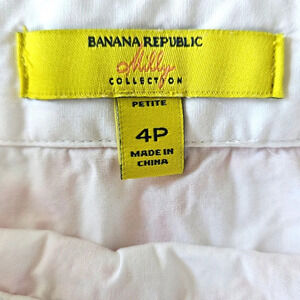 BANANA REPUBLIC
Milly
COLLECTION
PETITE
4P
MADE IN
CHINA